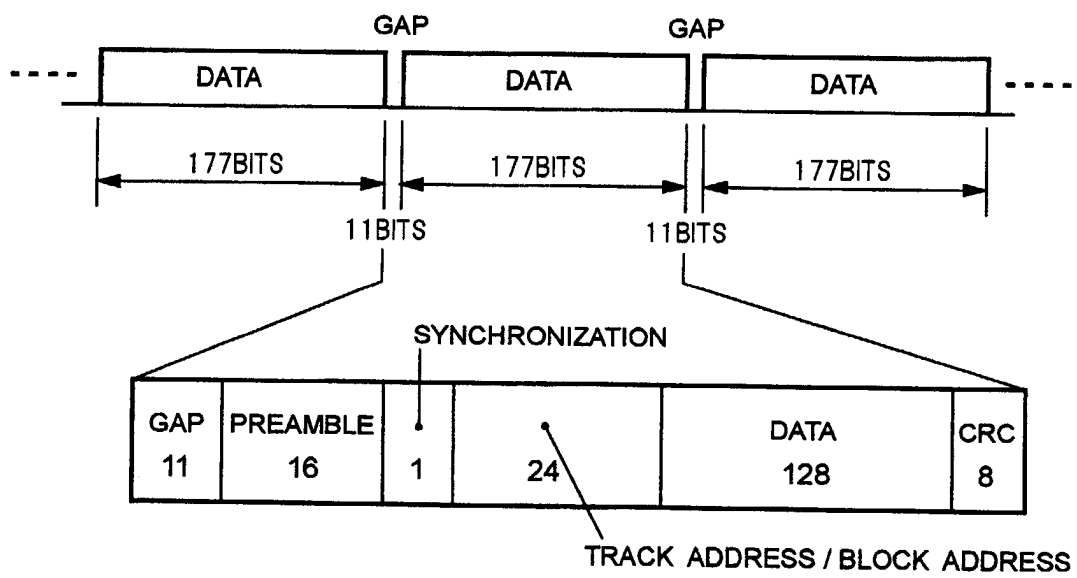 GAP GAP
DATA DATA DATA
177BITS 177BITS 177BITS
11BITS 11BITS
SYNCHRONIZATION
GAP PREAMBLE DATA CRC
11 16 1 24 128 8
TRACK ADDRESS / BLOCK ADDRESS